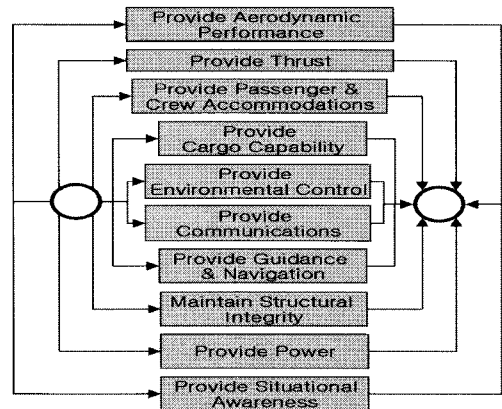 Provide Aerodynamic
Performance
Provide Thrust
Provide Passenger &
Crew Accommodations
Provide
Cargo Capability
Provide
Environmental Control
Provide
Communications
Provide Guidance
& Navigation
Maintain Structural
Integrity
Provide Power
Provide Situational
Awareness